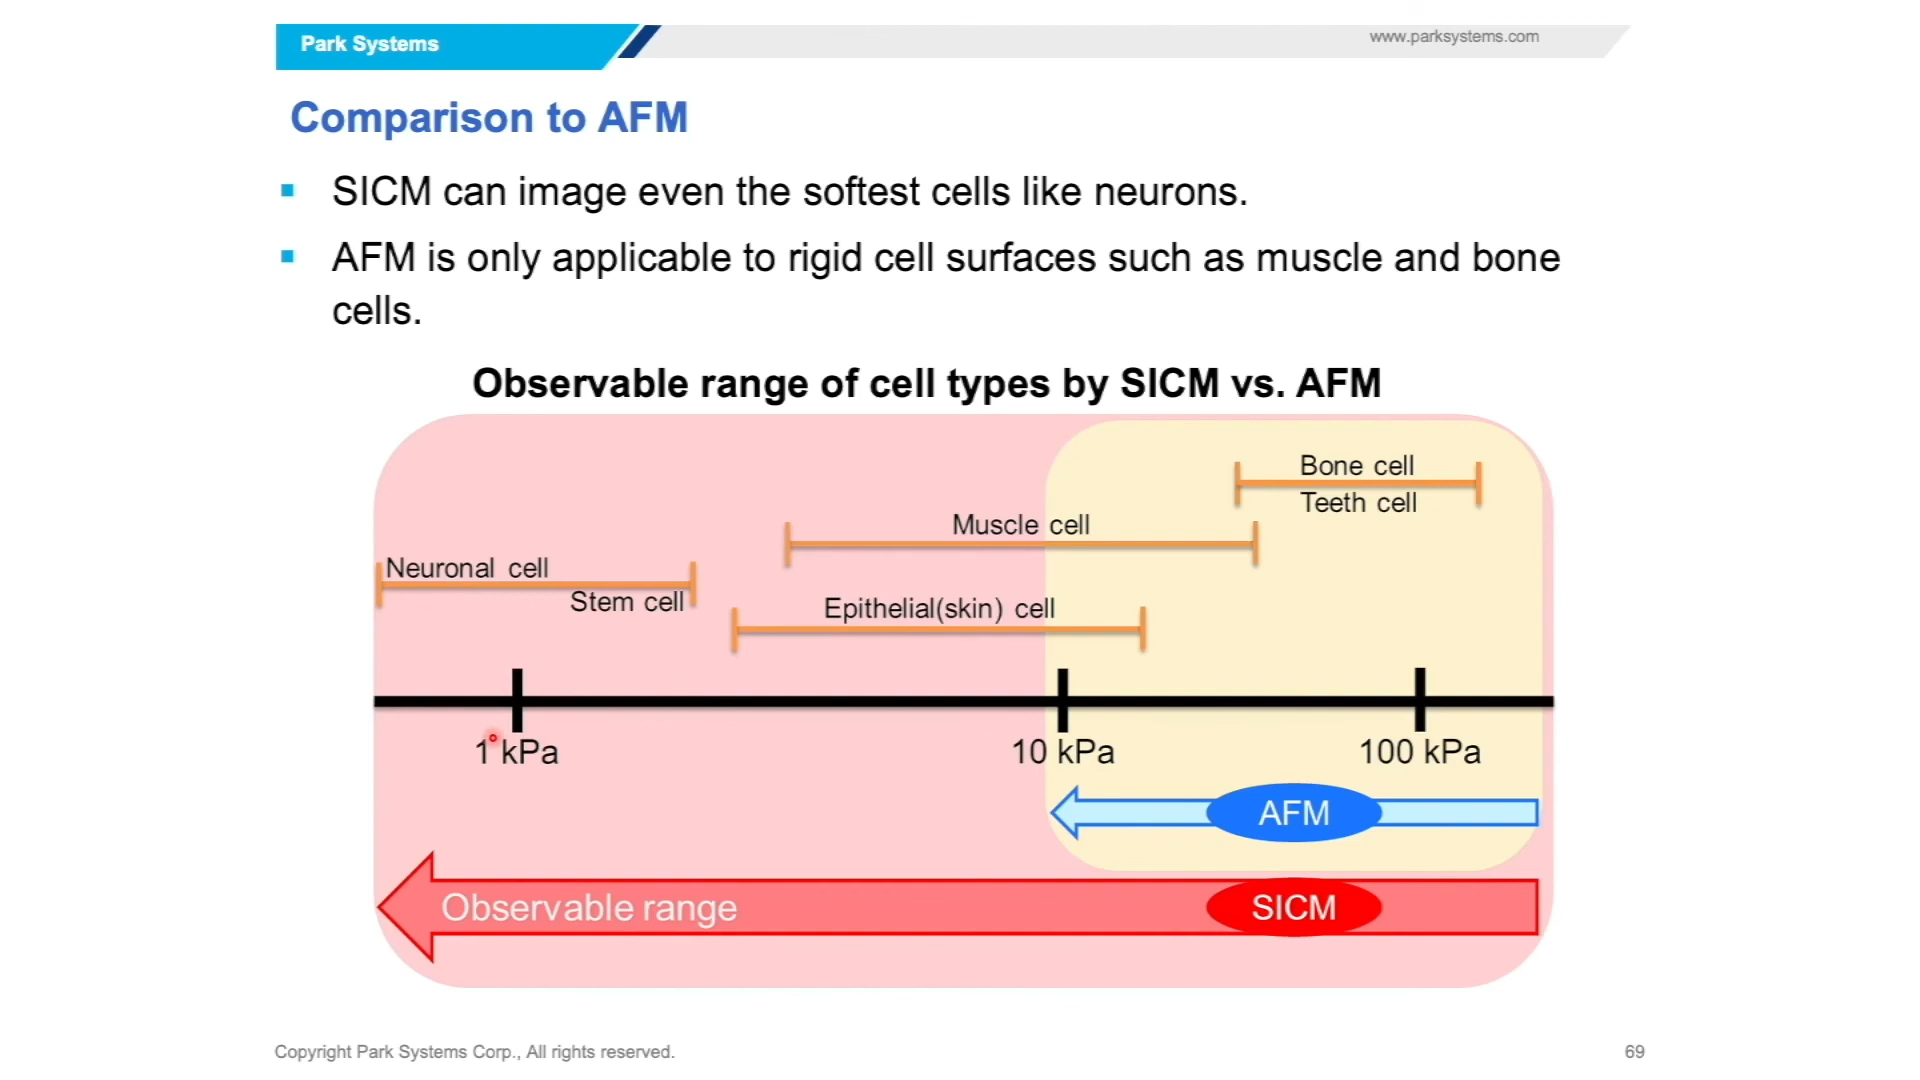 Park Systems
www.parksystems.com
Comparison to AFM
SICM can image even the softest cells like neurons.
AFM is only applicable to rigid cell surfaces such as muscle and bone
cells.
Observable range of cell types by SICM vs. AFM
Bone cell
Teeth cell
Muscle cell
Neuronal cell
Stem cell
Epithelial(skin) cell
1 kPa
10 kPa
100 kPa
AFM
Observable range
SICM
Copyright Park Systems Corp., All rights reserved.
69